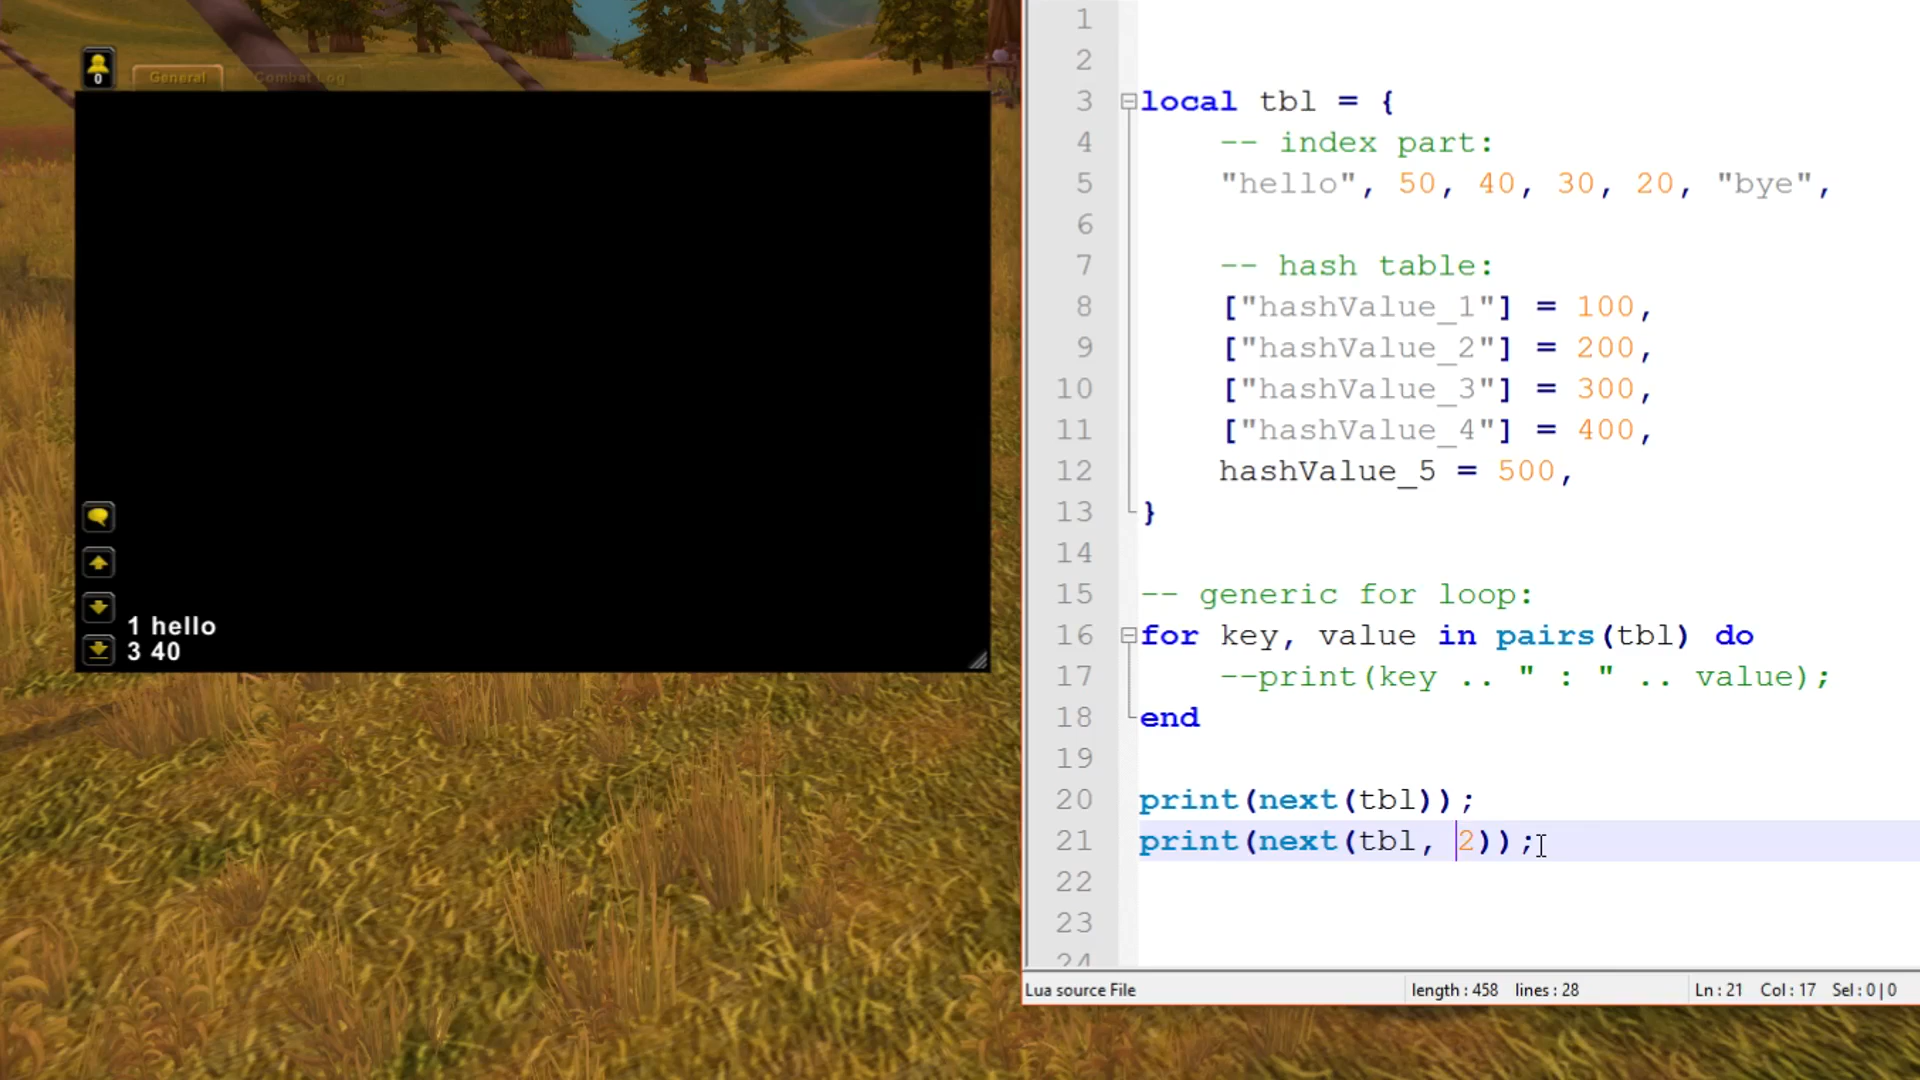 0
General
Combat Log
1 hello
3 40
1
2
3 local tbl = {
4 -- index part:
5 "hello", 50, 40, 30, 20, "bye",
6
7 -- hash table:
8 ["hashValue_1"] = 100,
9 ["hashValue_2"] = 200,
10 ["hashValue_3"] = 300,
11 ["hashValue_4"] = 400,
12 hashValue_5 = 500,
13 }
14
15 -- generic for loop:
16 for key, value in pairs(tbl) do
17 --print(key .. " : " .. value);
18 end
19
20 print(next(tbl));
21 print(next(tbl, 2));
22
23
24
Lua source File length : 458 lines : 28 Ln : 21 Col : 17 Sel : 0 | 0